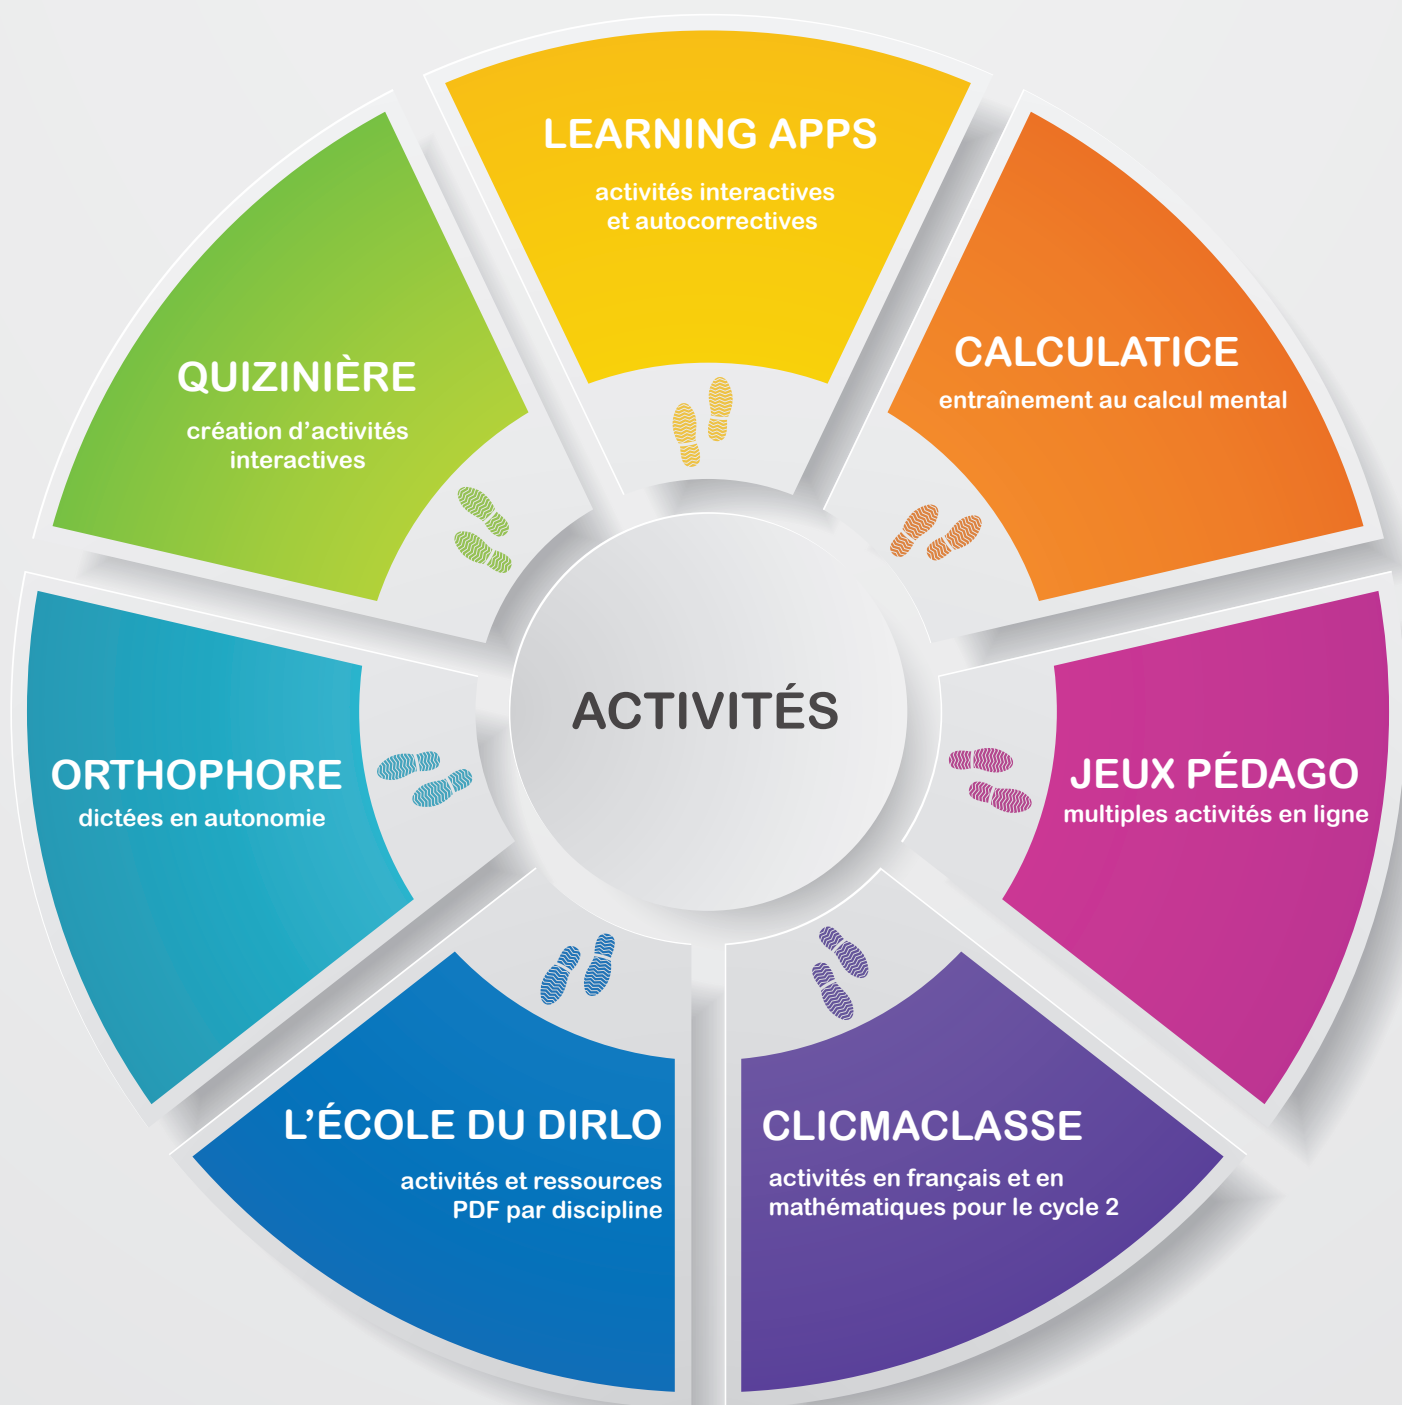 LEARNING APPS
activités interactives
et autocorrectives
CALCULATICE
entraînement au calcul mental
JEUX PÉDAGO
multiples activités en ligne
CLICMACLASSE
activités en français et en
mathématiques pour le cycle 2
L’ÉCOLE DU DIRLO
activités et ressources
PDF par discipline
ORTHOPHORE
dictées en autonomie
QUIZINIÈRE
création d’activités
interactives
ACTIVITÉS